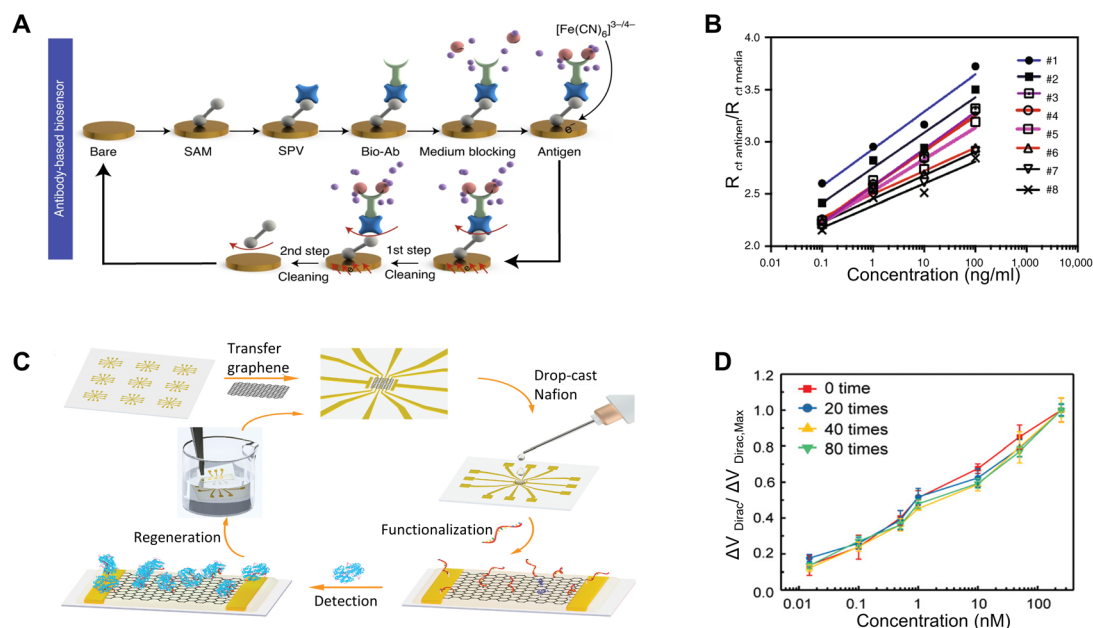 A
Antibody-based biosensor
[Fe(CN)6]3–/4–
Bare
SAM
SPV
Bio-Ab
Medium blocking
Antigen
e-
2nd step
Cleaning
1st step
Cleaning
B
R ct antigen/R ct media
4.0
3.5
3.0
2.5
2.0
0.01
0.1
1
10
100
1,000
10,000
Concentration (ng/ml)
#1
#2
#3
#4
#5
#6
#7
#8
C
Transfer
graphene
Drop-cast
Nafion
Functionalization
Detection
Regeneration
D
ΔV Dirac/ ΔV Dirac,Max
1.2
1.0
0.8
0.6
0.4
0.2
0.0
0 time
20 times
40 times
80 times
0.01
0.1
1
10
100
Concentration (nM)